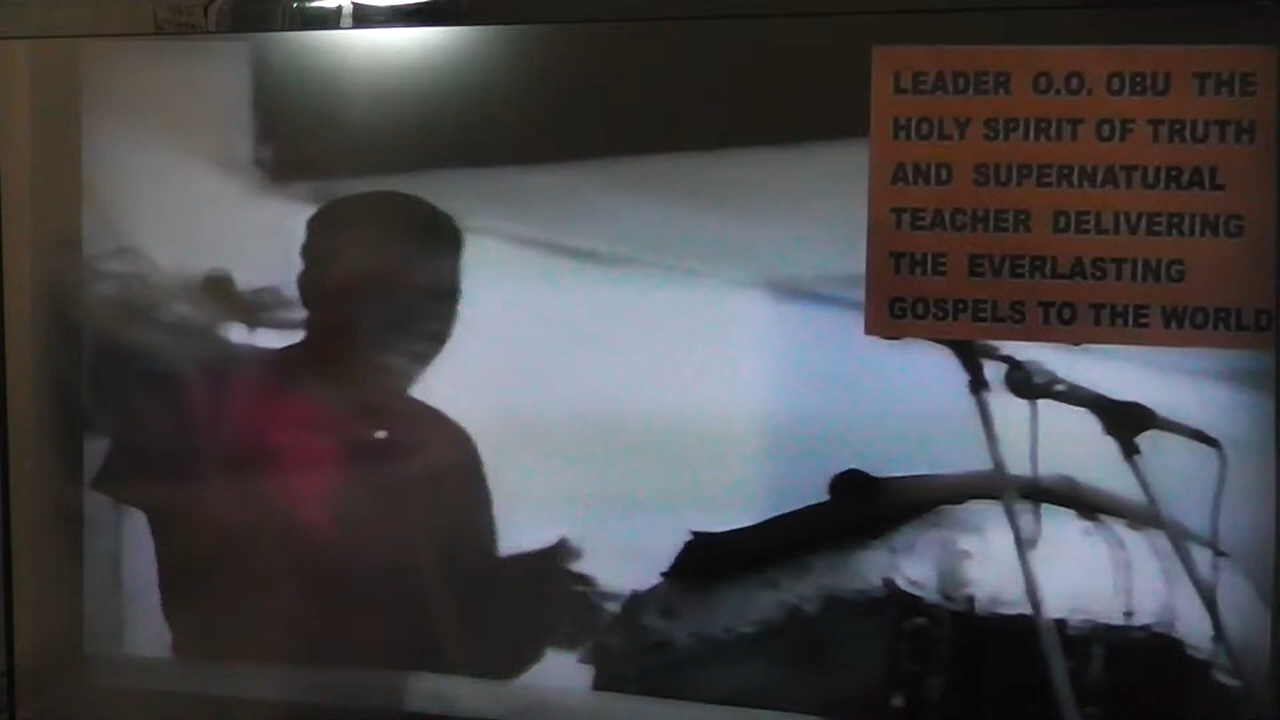 LEADER O.O. OBU THE
HOLY SPIRIT OF TRUTH
AND SUPERNATURAL
TEACHER DELIVERING
THE EVERLASTING
GOSPELS TO THE WORLD